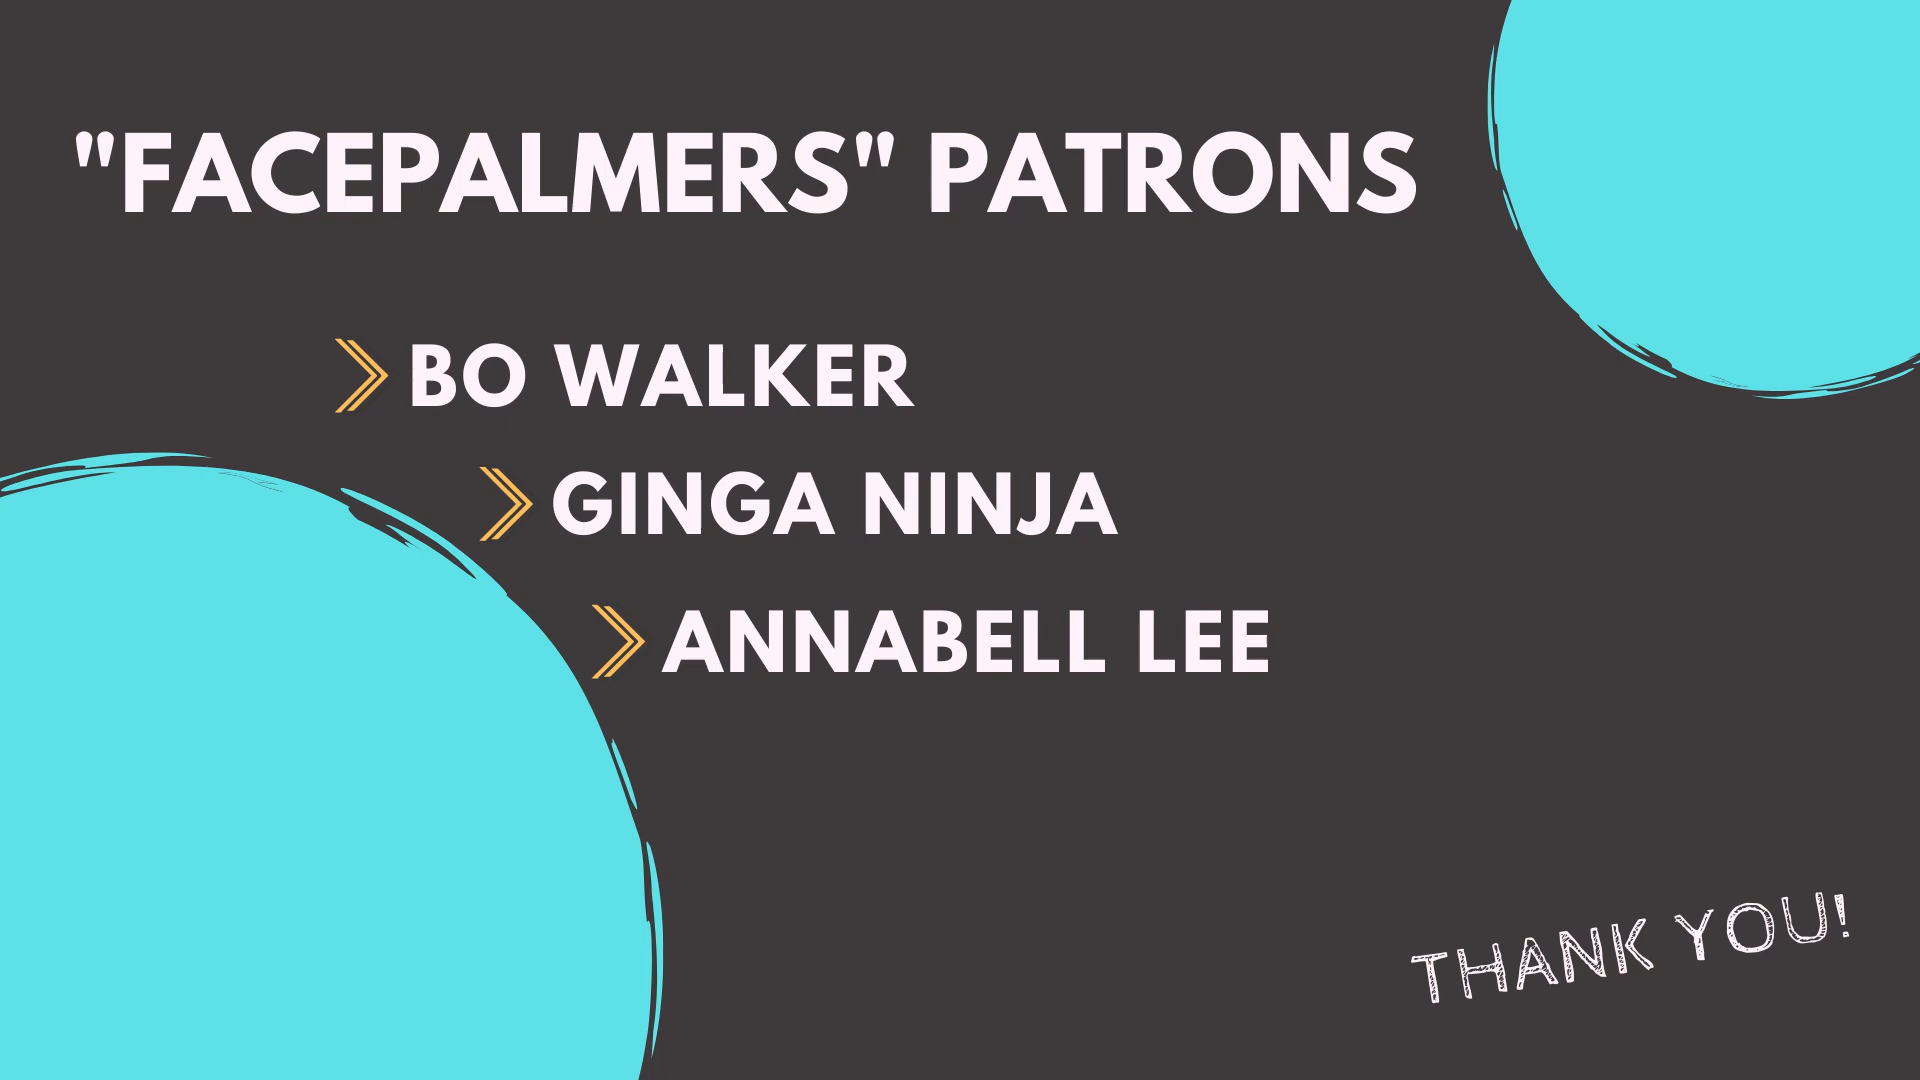 "FACEPALMERS" PATRONS
BO WALKER
GINGA NINJA
ANNABELL LEE
THANK YOU!